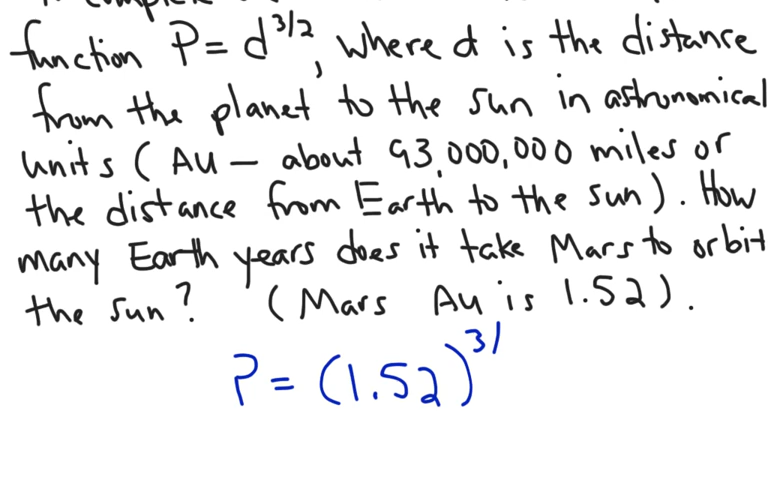 function P = d^3/2, where d is the distance
from the planet to the sun in astronomical
units (AU – about 93,000,000 miles or
the distance from Earth to the sun). How
many Earth years does it take Mars to orbit
the sun? (Mars AU is 1.52).
P = (1.52)^3/